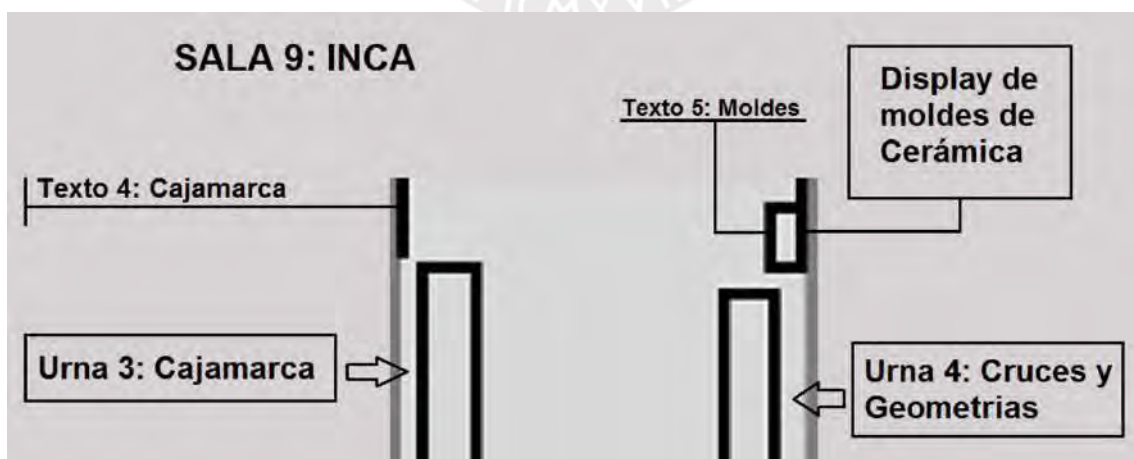 SALA 9: INCA
Display de
moldes de
Cerámica
Texto 5: Moldes
Texto 4: Cajamarca
Urna 3: Cajamarca
Urna 4: Cruces y
Geometrias